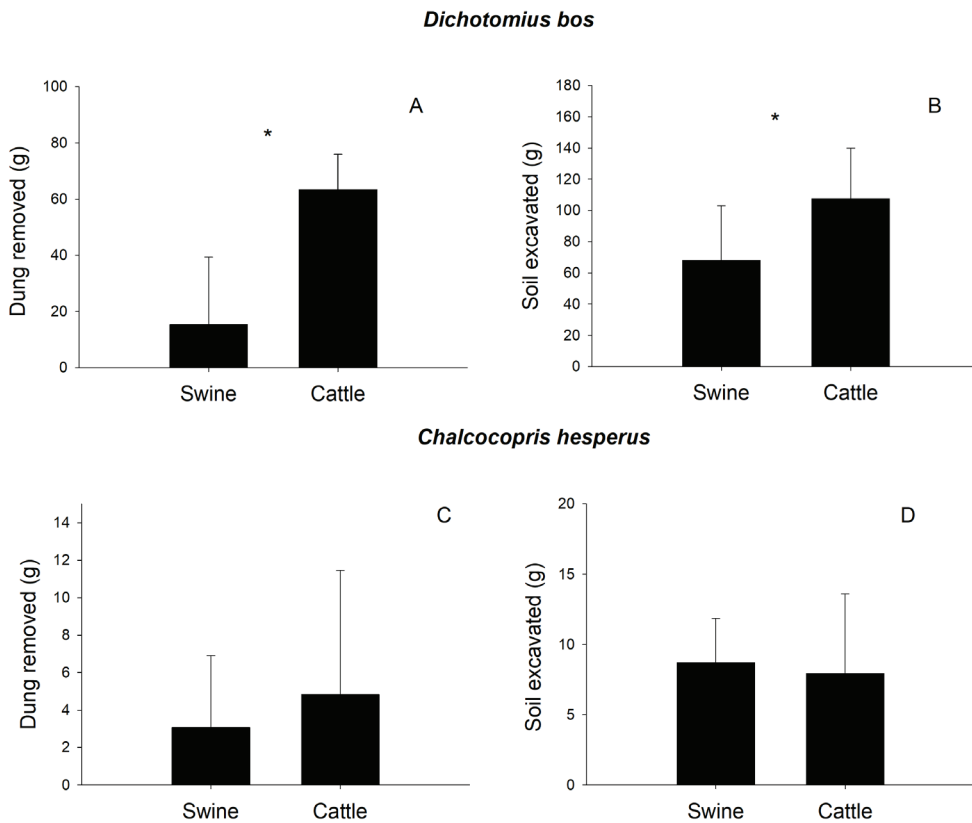 Dichotomius bos
A
*
Dung removed (g)
100
80
60
40
20
0
Swine Cattle
B
*
Soil excavated (g)
180
160
140
120
100
80
60
40
20
0
Swine Cattle
Chalcocopris hesperus
C
Dung removed (g)
14
12
10
8
6
4
2
0
Swine Cattle
D
Soil excavated (g)
20
15
10
5
0
Swine Cattle